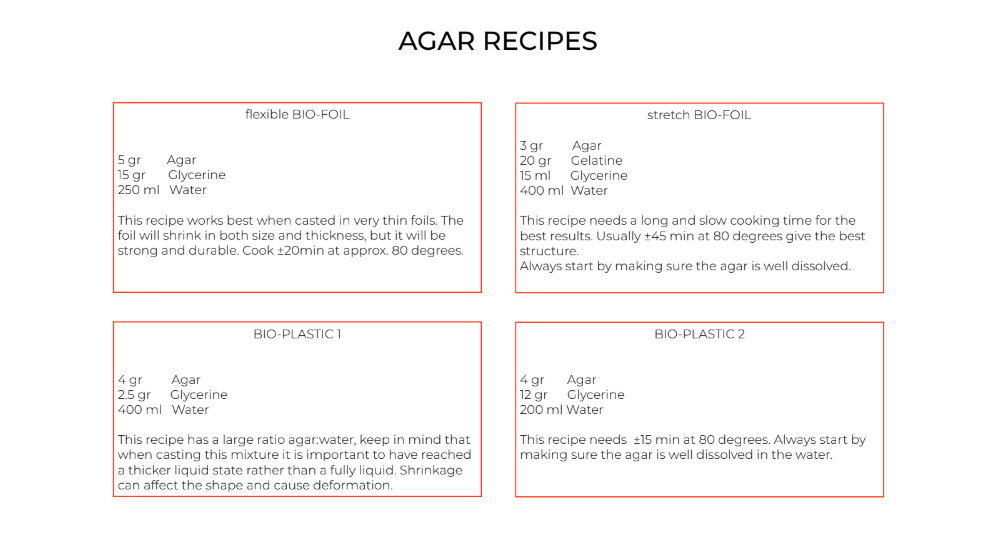 AGAR RECIPES
flexible BIO-FOIL
5 gr Agar
15 gr Glycerine
250 ml Water
This recipe works best when casted in very thin foils. The
foil will shrink in both size and thickness, but it will be
strong and durable. Cook ±20min at approx. 80 degrees.
stretch BIO-FOIL
3 gr Agar
20 gr Gelatine
15 ml Glycerine
400 ml Water
This recipe needs a long and slow cooking time for the
best results. Usually ±45 min at 80 degrees give the best
structure.
Always start by making sure the agar is well dissolved.
BIO-PLASTIC 1
4 gr Agar
2.5 gr Glycerine
400 ml Water
This recipe has a large ratio agar:water, keep in mind that
when casting this mixture it is important to have reached
a thicker liquid state rather than a fully liquid. Shrinkage
can affect the shape and cause deformation.
BIO-PLASTIC 2
4 gr Agar
12 gr Glycerine
200 ml Water
This recipe needs ±15 min at 80 degrees. Always start by
making sure the agar is well dissolved in the water.